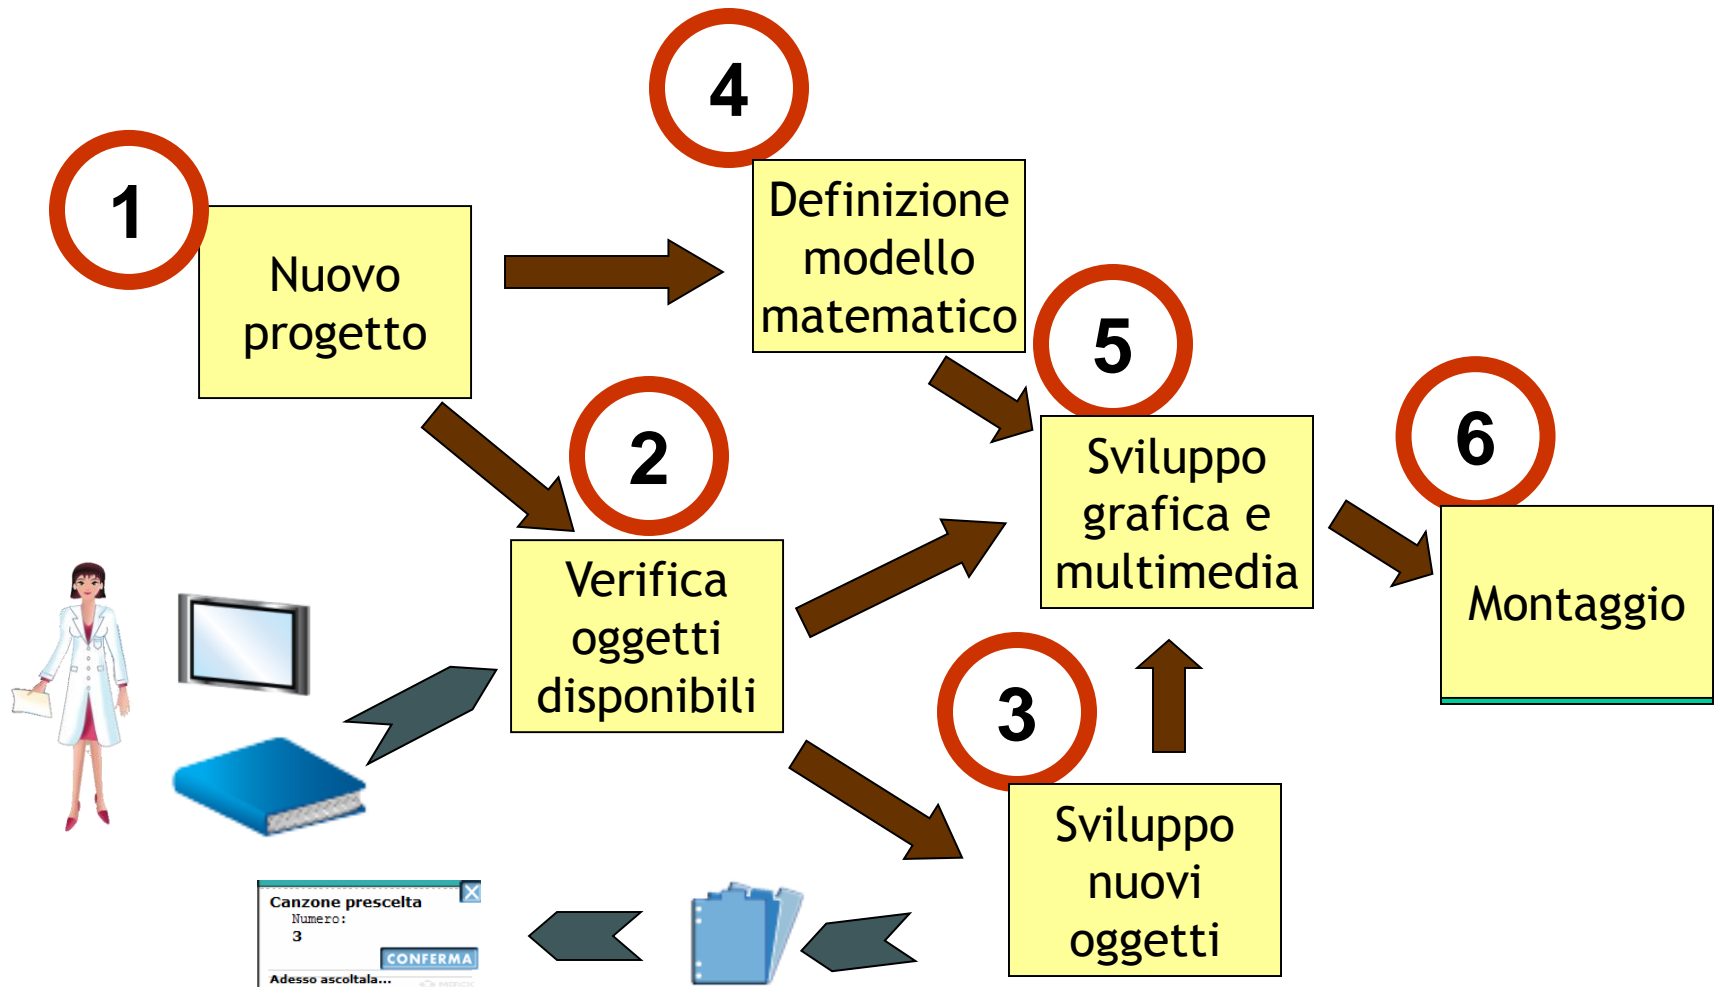 1
Nuovo
progetto
2
Verifica
oggetti
disponibili
3
Sviluppo
nuovi
oggetti
4
Definizione
modello
matematico
5
Sviluppo
grafica e
multimedia
6
Montaggio
Canzone prescelta
Numero:
3
CONFERMA
Adesso ascoltala...